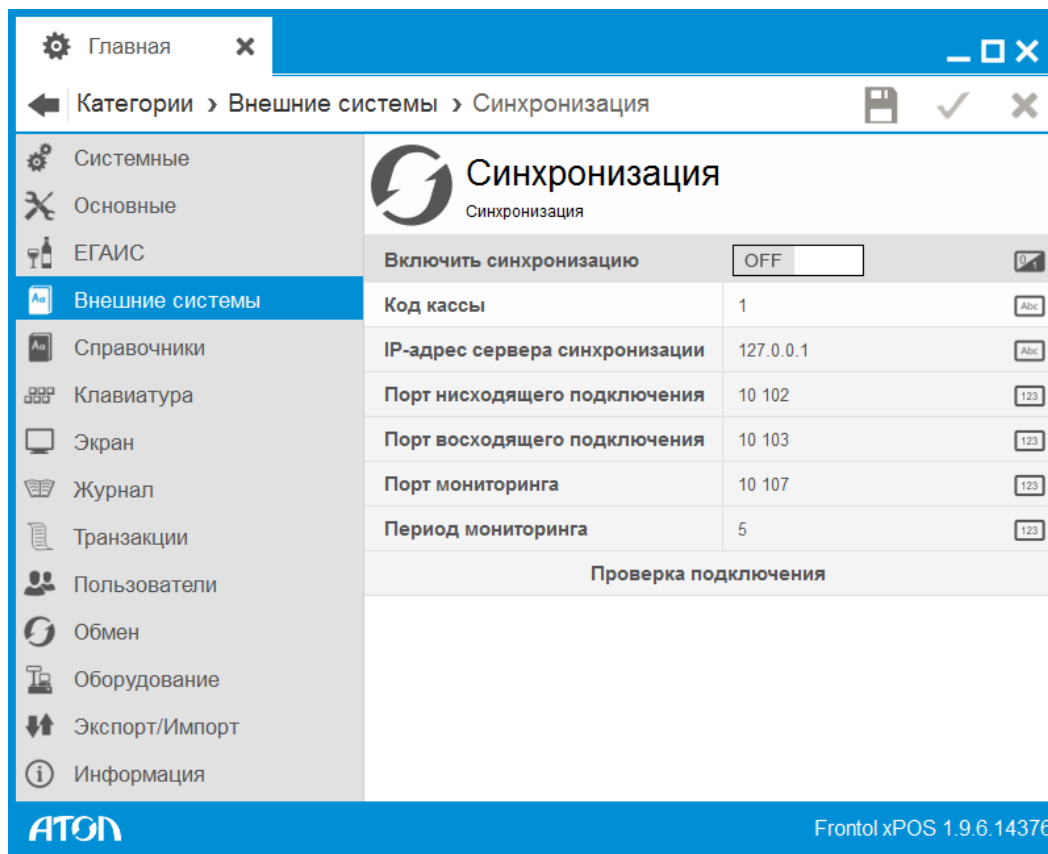 Главная
Категории › Внешние системы › Синхронизация
Системные
Основные
ЕГАИС
Внешние системы
Справочники
Клавиатура
Экран
Журнал
Транзакции
Пользователи
Обмен
Оборудование
Экспорт/Импорт
Информация
Синхронизация
Синхронизация
Включить синхронизацию OFF 0/1
Код кассы 1 Abc
IP-адрес сервера синхронизации 127.0.0.1 Abc
Порт нисходящего подключения 10 102 123
Порт восходящего подключения 10 103 123
Порт мониторинга 10 107 123
Период мониторинга 5 123
Проверка подключения
АТОЛ Frontol xPOS 1.9.6.14376